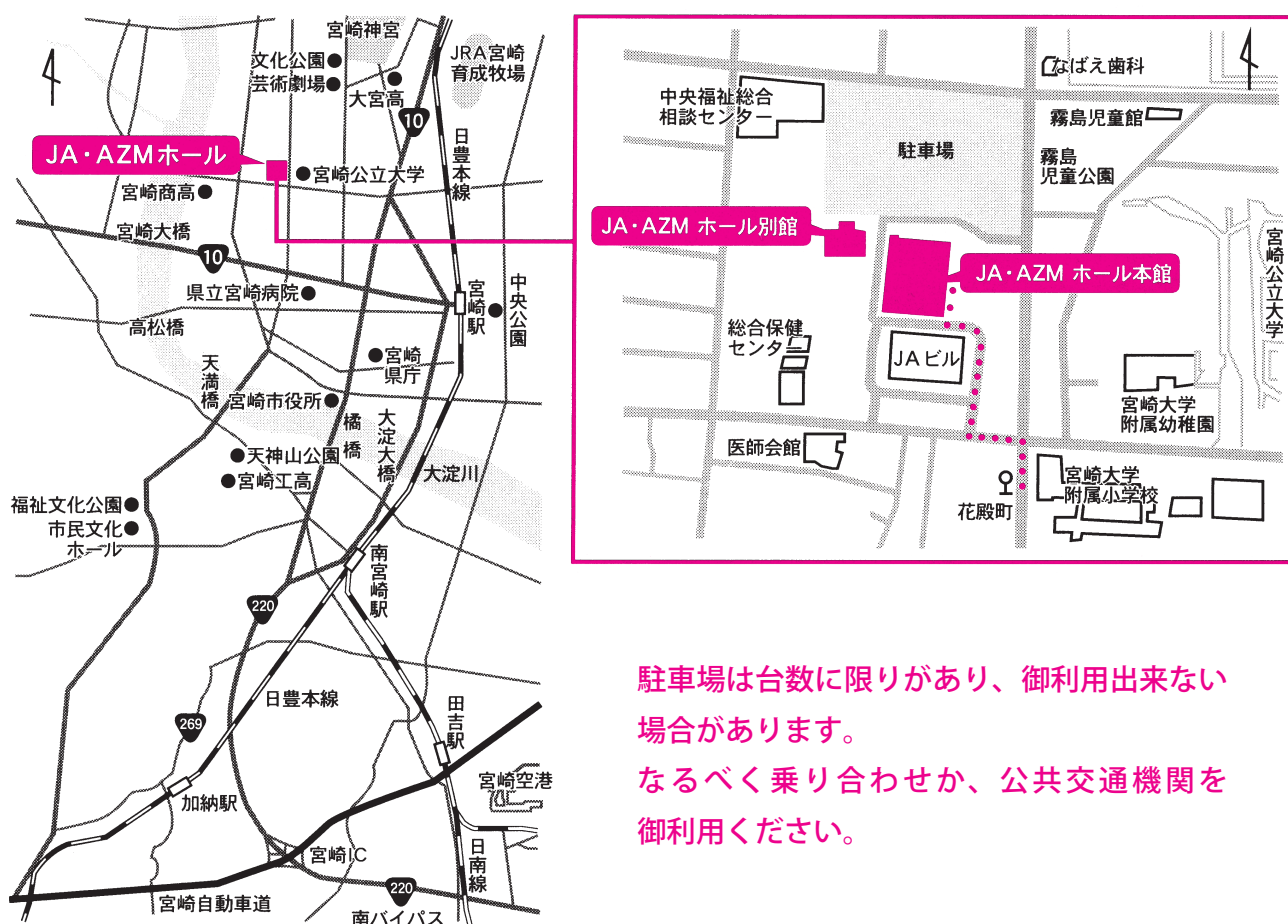 宮崎神宮
文化公園
芸術劇場
大宮高
JRA宮崎
育成牧場
10
日豊本線
JA・AZMホール
宮崎公立大学
宮崎商高
宮崎大橋
10
県立宮崎病院
宮崎駅
中央公園
高松橋
天満橋
宮崎
県庁
宮崎市役所
橘橋
大淀大橋
天神山公園
宮崎工高
大淀川
福祉文化公園
市民文化
ホール
南宮崎駅
220
269
日豊本線
田吉駅
加納駅
宮崎空港
宮崎IC
日南線
宮崎自動車道
220
南バイパス
なばえ歯科
中央福祉総合
相談センター
霧島児童館
駐車場
霧島
児童公園
JA・AZM ホール別館
JA・AZM ホール本館
宮崎公立大学
総合保健
センター
JAビル
宮崎大学
附属幼稚園
医師会館
宮崎大学
附属小学校
花殿町
駐車場は台数に限りがあり、御利用出来ない
場合があります。
なるべく乗り合わせか、公共交通機関を
御利用ください。